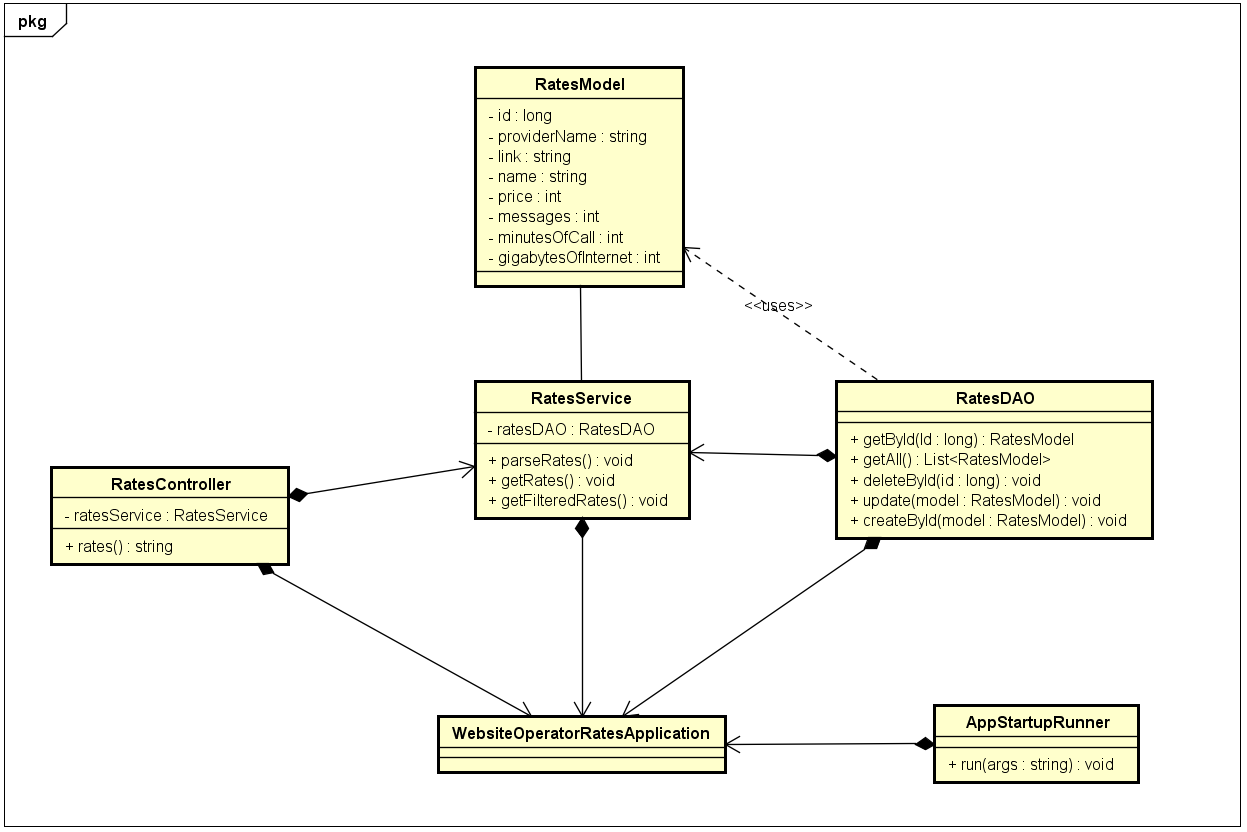 pkg
RatesModel
- id : long
- providerName : string
- link : string
- name : string
- price : int
- messages : int
- minutesOfCall : int
- gigabytesOfInternet : int
<<uses>>
RatesService
- ratesDAO : RatesDAO
+ parseRates() : void
+ getRates() : void
+ getFilteredRates() : void
RatesDAO
+ getById(Id : long) : RatesModel
+ getAll() : List<RatesModel>
+ deleteById(id : long) : void
+ update(model : RatesModel) : void
+ createById(model : RatesModel) : void
RatesController
- ratesService : RatesService
+ rates() : string
WebsiteOperatorRatesApplication
AppStartupRunner
+ run(args : string) : void